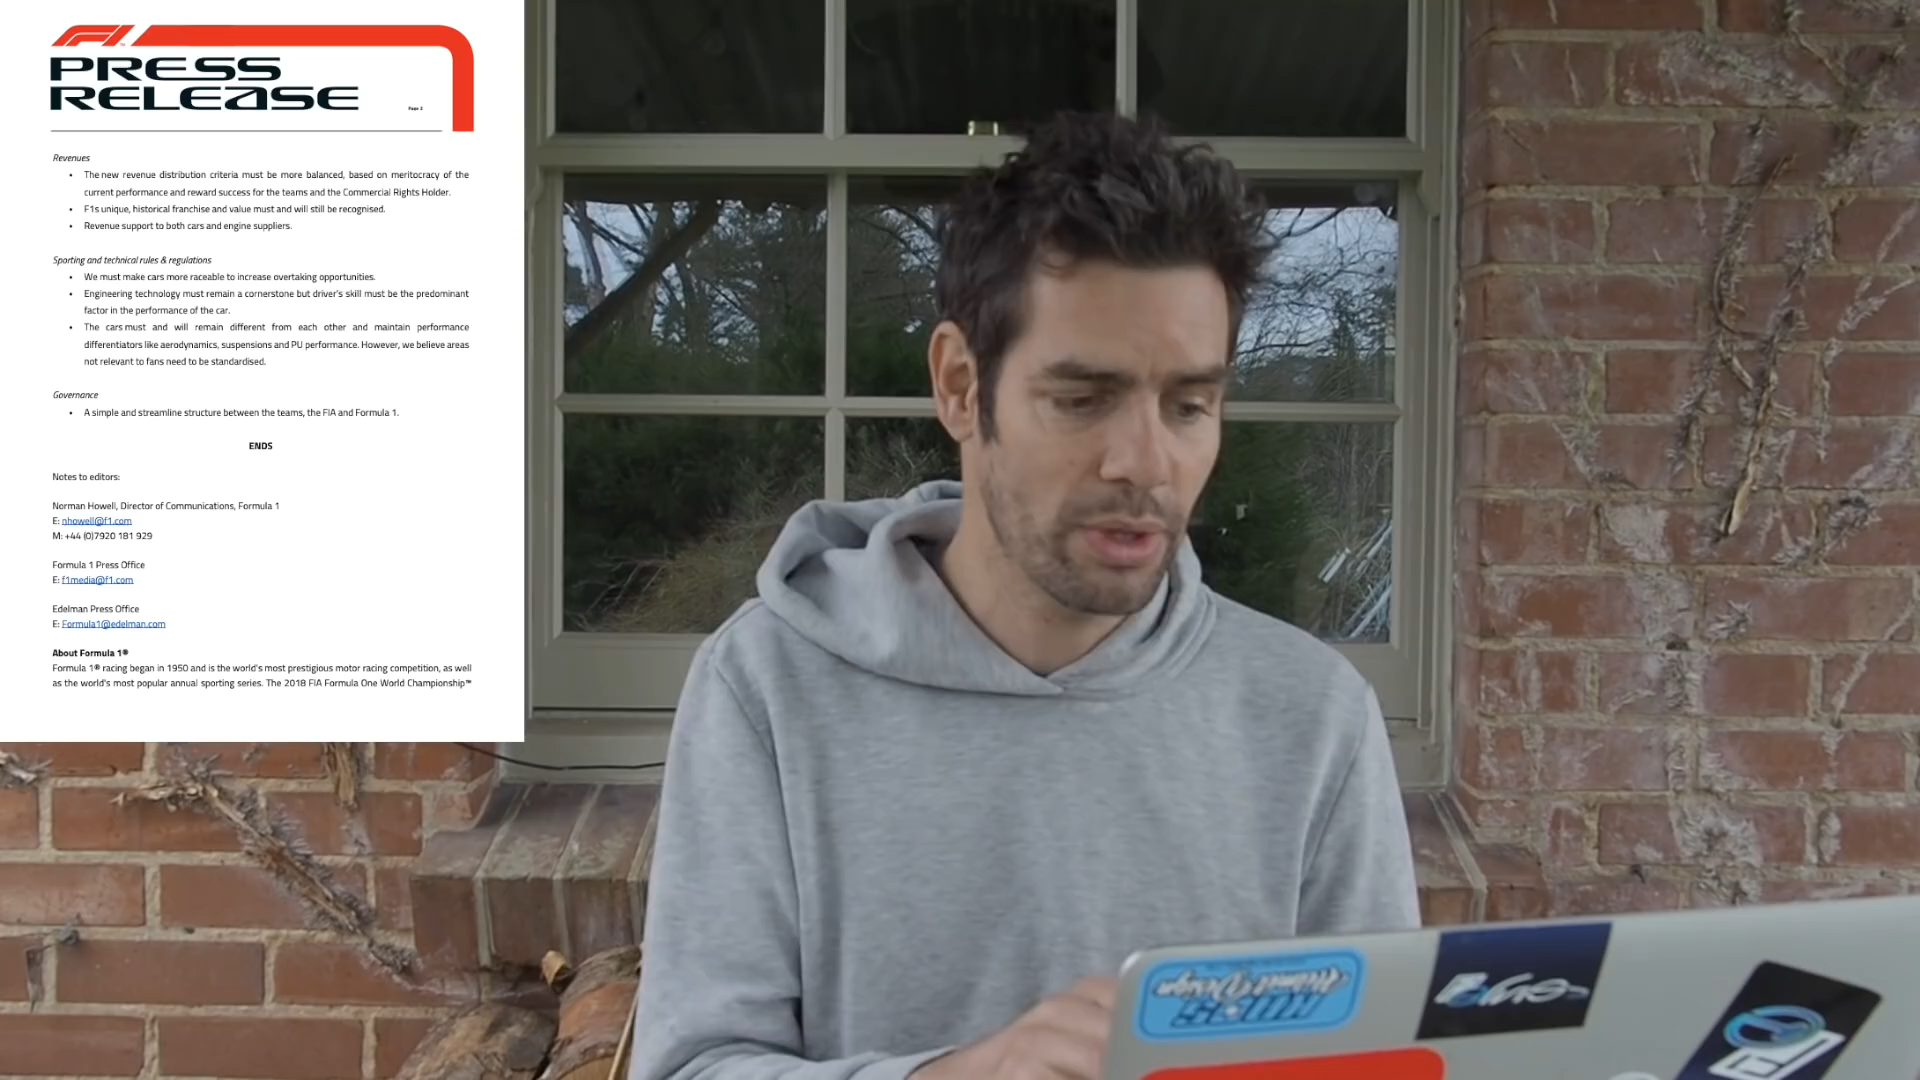 F1
PRESS
RELEASE
Page 2
Revenues
• The new revenue distribution criteria must be more balanced, based on meritocracy of the
current performance and reward success for the teams and the Commercial Rights Holder.
• F1s unique, historical franchise and value must and will still be recognised.
• Revenue support to both cars and engine suppliers.
Sporting and technical rules & regulations
• We must make cars more raceable to increase overtaking opportunities.
• Engineering technology must remain a cornerstone but driver's skill must be the predominant
factor in the performance of the car.
• The cars must and will remain different from each other and maintain performance
differentiators like aerodynamics, suspensions and PU performance. However, we believe areas
not relevant to fans need to be standardised.
Governance
• A simple and streamline structure between the teams, the FIA and Formula 1.
ENDS
Notes to editors:
Norman Howell, Director of Communications, Formula 1
E: nhowell@f1.com
M: +44 (0)7920 181 929
Formula 1 Press Office
E: f1media@f1.com
Edelman Press Office
E: Formula1@edelman.com
About Formula 1®
Formula 1® racing began in 1950 and is the world's most prestigious motor racing competition, as well
as the world's most popular annual sporting series. The 2018 FIA Formula One World Championship™
Helmet Design